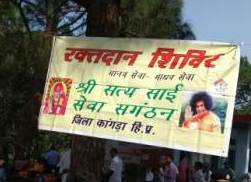 रक्तदान शिविर
मानव सेवा - माधव सेवा
श्री सत्य साई
सेवा संगठन
जिला कांगड़ा हि.प्र.